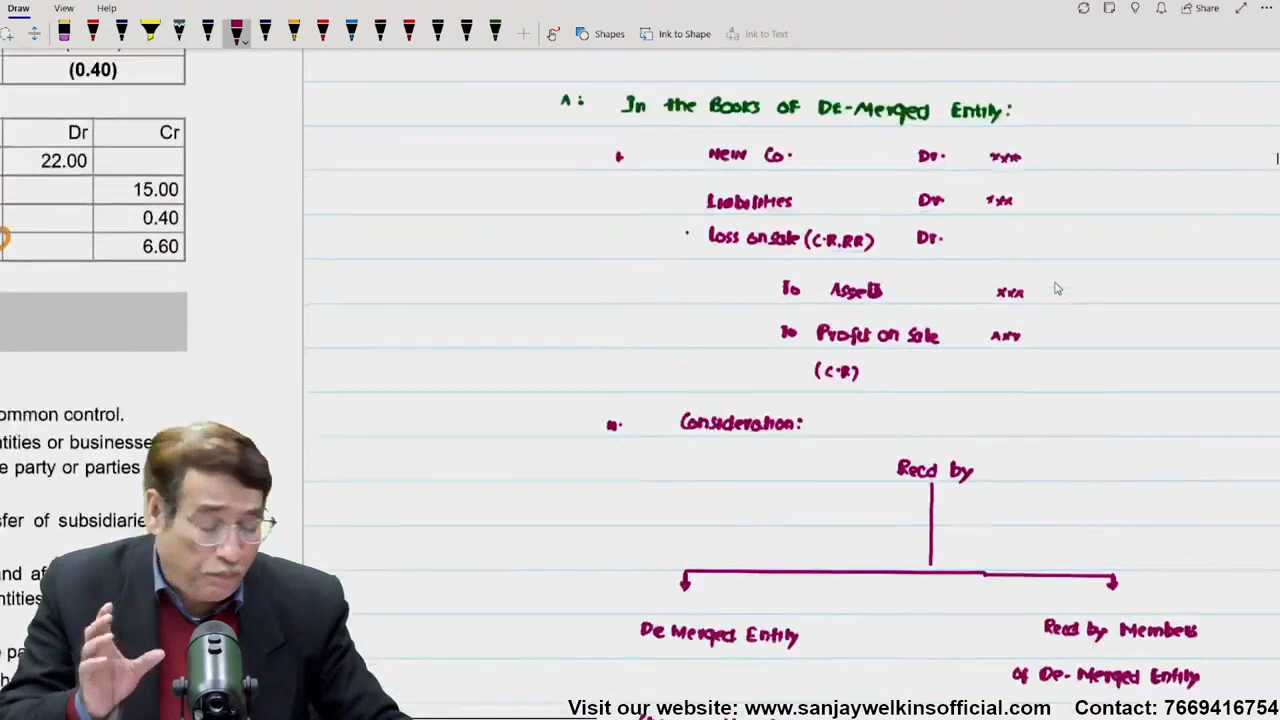 Draw View Help
Share
Shapes Ink to Shape Ink to Text
(0.40)
Dr Cr
22.00
15.00
0.40
6.60
ommon control.
ntities or businesse
e party or parties
sfer of subsidiarie
and af
ntities
e pa
A: In the Books of De-Merged Entity:
New Co. Dr. xxx
Liabilities Dr. xxx
Loss on sale (C.R, RR) Dr.
To Assets xxx
To Profit on Sale xxx
(C.R)
Consideration:
Recd by
De Merged Entity
Recd by Members
of De-Merged Entity
Visit our website: www.sanjaywelkinsofficial.com Contact: 7669416754